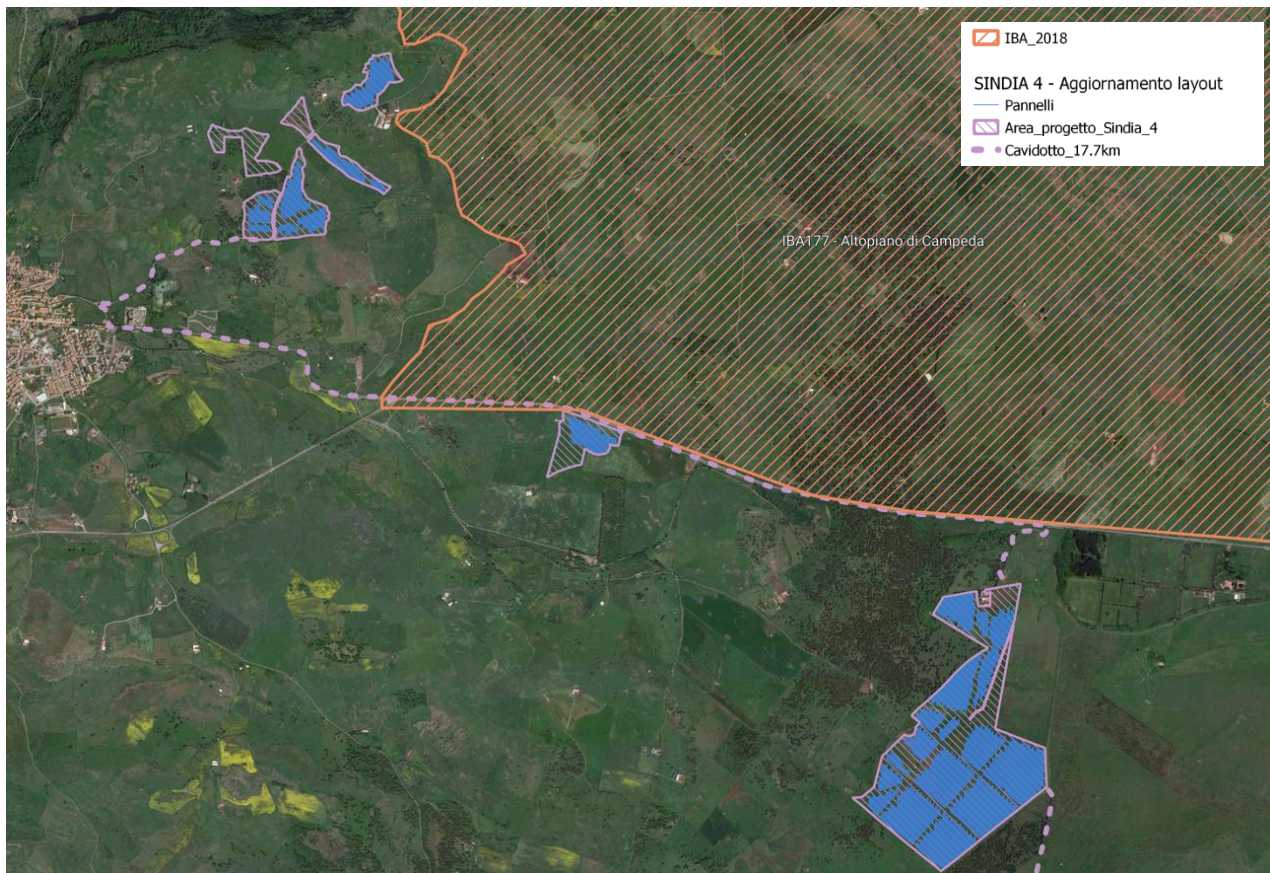 IBA_2018
SINDIA 4 - Aggiornamento layout
Pannelli
Area_progetto_Sindia_4
Cavidotto_17.7km
IBA177 - Altopiano di Campeda